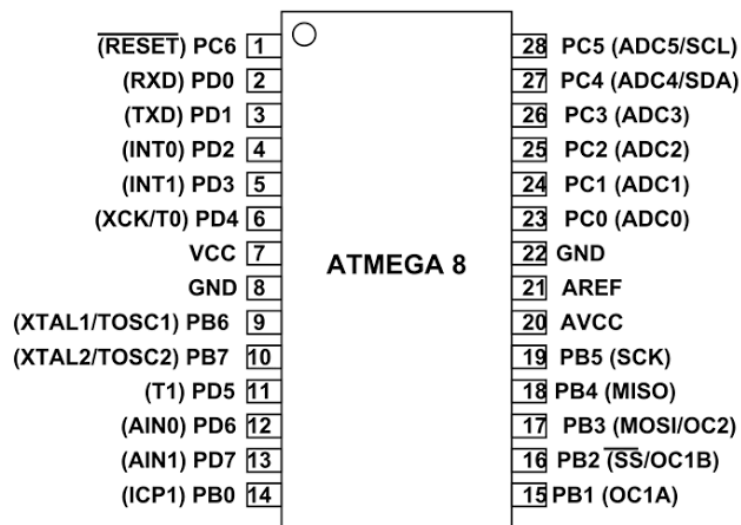 (RESET) PC6 1
(RXD) PD0 2
(TXD) PD1 3
(INT0) PD2 4
(INT1) PD3 5
(XCK/T0) PD4 6
VCC 7
GND 8
(XTAL1/TOSC1) PB6 9
(XTAL2/TOSC2) PB7 10
(T1) PD5 11
(AIN0) PD6 12
(AIN1) PD7 13
(ICP1) PB0 14
ATMEGA 8
28 PC5 (ADC5/SCL)
27 PC4 (ADC4/SDA)
26 PC3 (ADC3)
25 PC2 (ADC2)
24 PC1 (ADC1)
23 PC0 (ADC0)
22 GND
21 AREF
20 AVCC
19 PB5 (SCK)
18 PB4 (MISO)
17 PB3 (MOSI/OC2)
16 PB2 (SS/OC1B)
15 PB1 (OC1A)